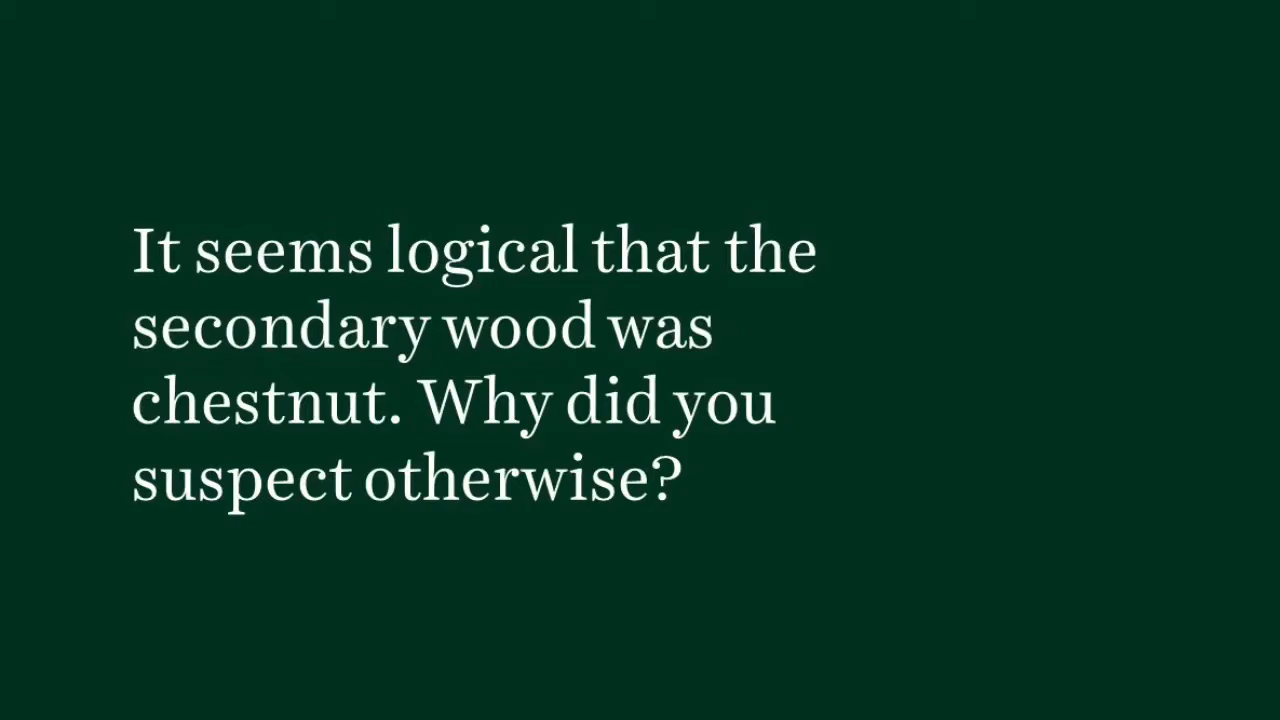 It seems logical that the
secondary wood was
chestnut. Why did you
suspect otherwise?